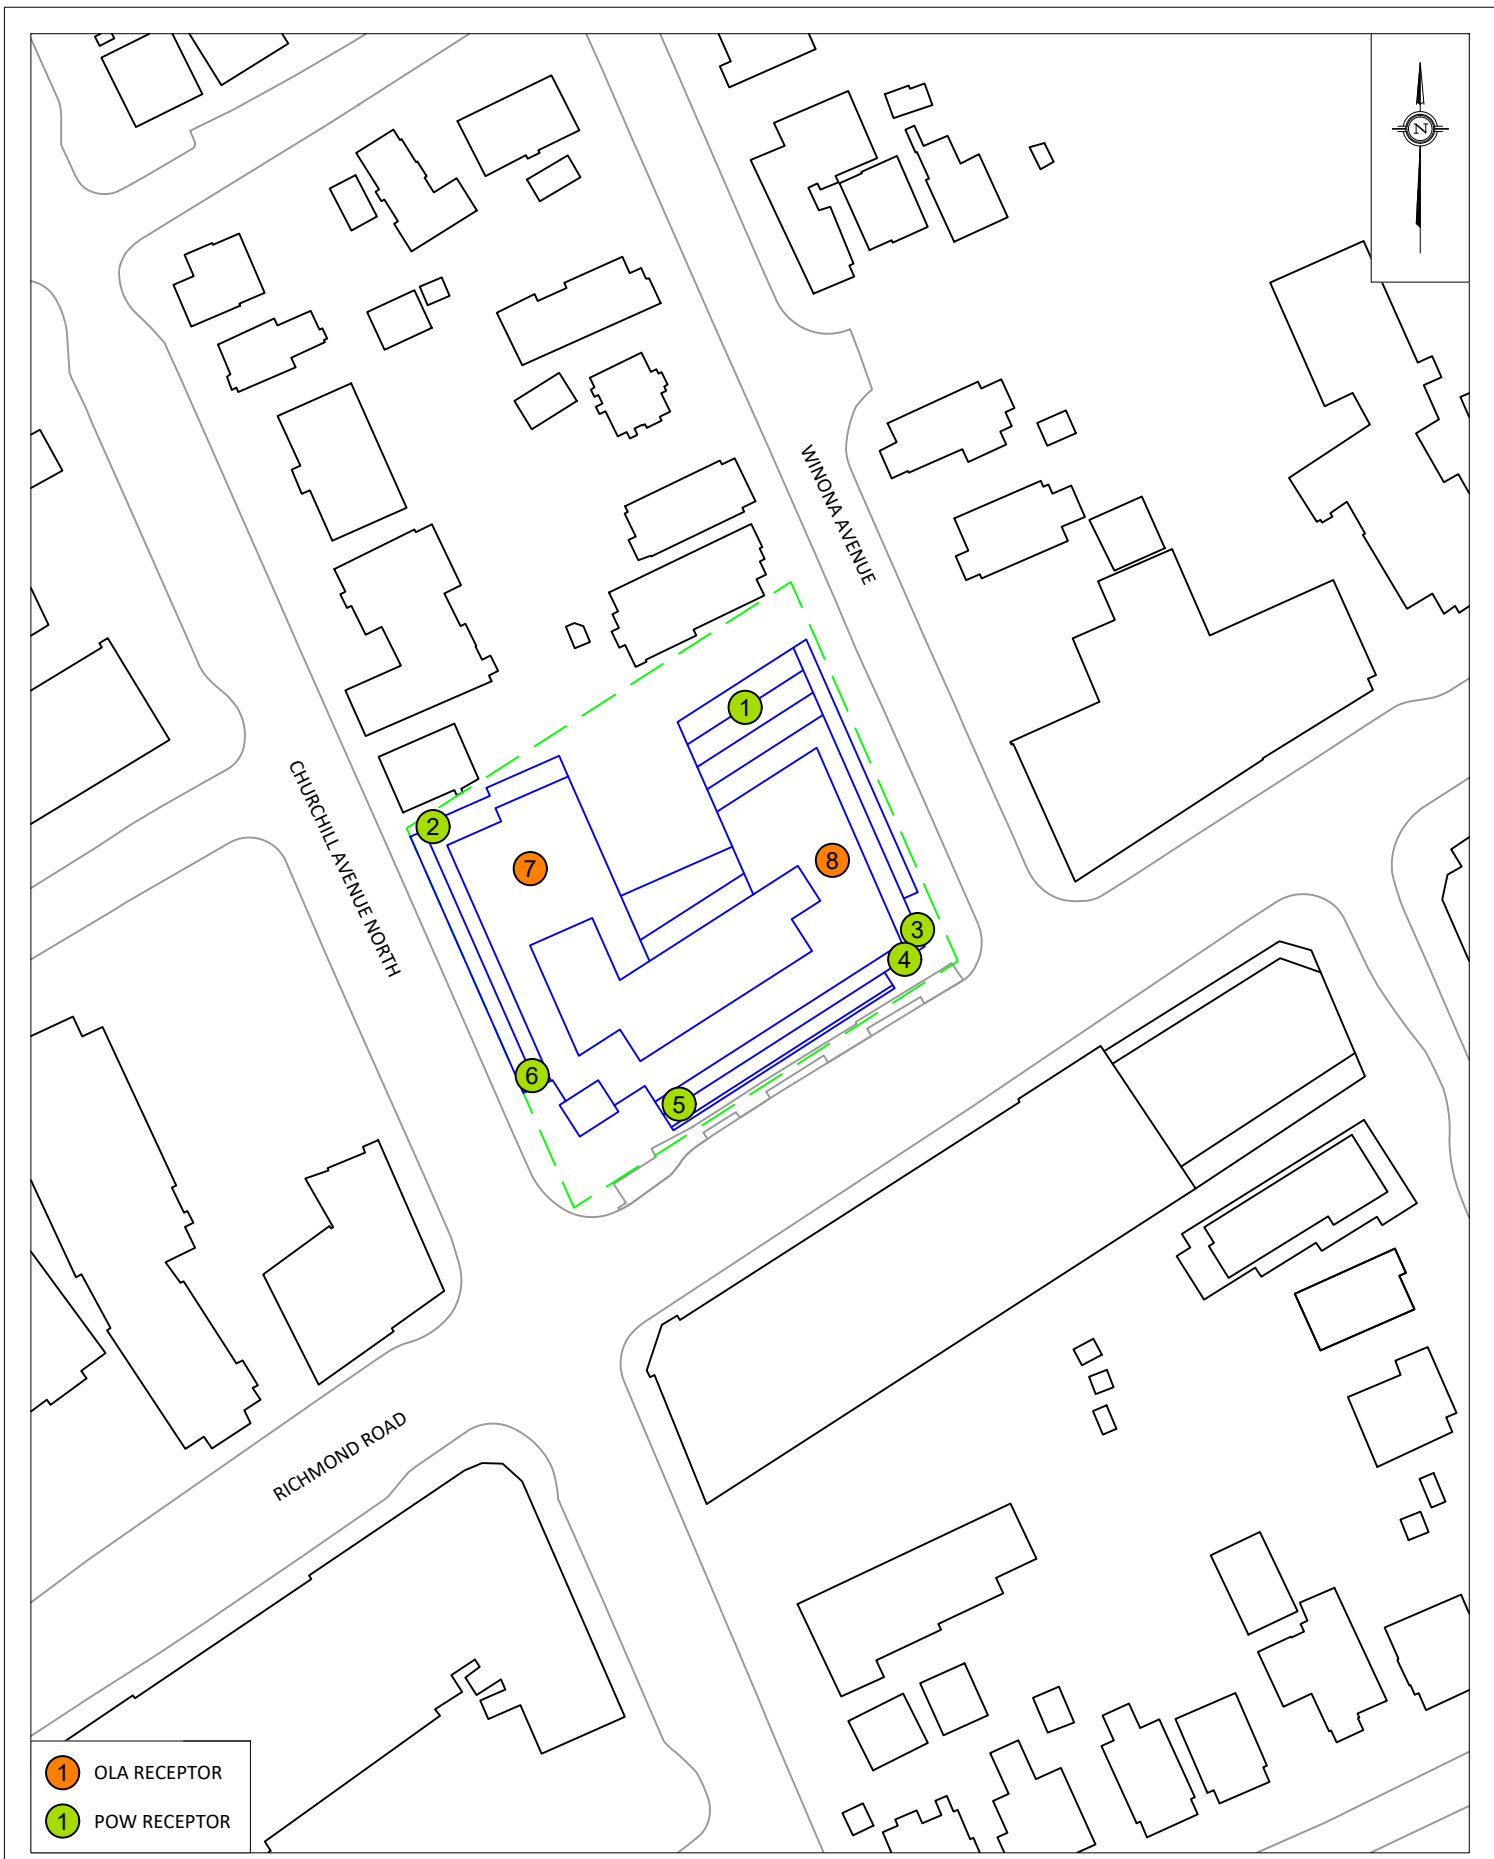 N
WINONA AVENUE
1
CHURCHILL AVENUE NORTH
2
7
8
3
4
6
5
RICHMOND ROAD
1 OLA RECEPTOR
1 POW RECEPTOR